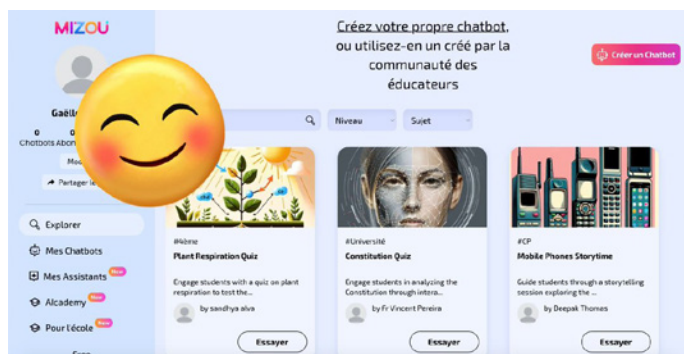 MIZOU
Créez votre propre chatbot,
ou utilisez-en un créé par la
communauté des
éducateurs
Créer un Chatbot
Gaëll
0
Chatbots
Niveau
Sujet
Partager le
Explorer
Mes Chatbots
Mes Assistants New
AIcademy New
Pour l'école New
#4ème
Plant Respiration Quiz
Engage students with a quiz on plant
respiration to test the...
by sandhya alva
Essayer
#Université
Constitution Quiz
Engage students in analyzing the
Constitution through intera...
by Fr Vincent Pereira
Essayer
#CP
Mobile Phones Storytime
Guide students through a storytelling
session exploring the ...
by Deepak Thomas
Essayer